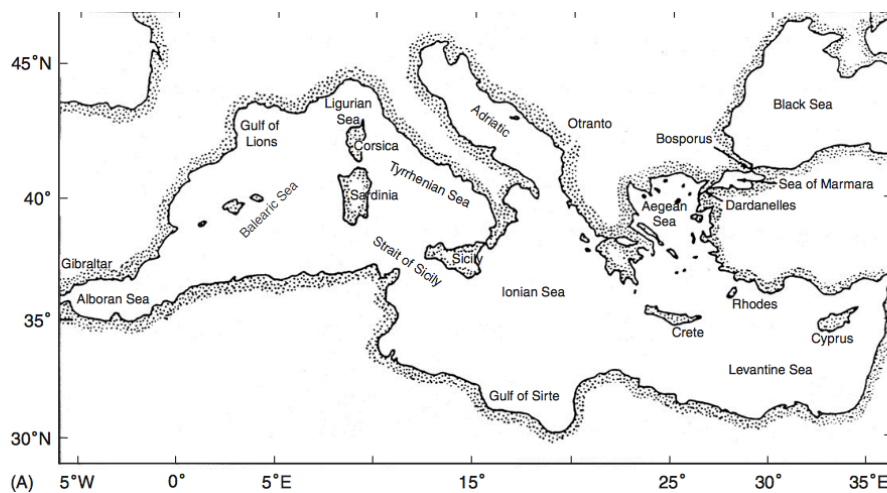 45°N
40°N
35°N
30°N
(A)
5°W
0°
5°E
10°
15°
20°
25°
30°E
35°E
Ligurian
Sea
Gulf of
Lions
Corsica
Adriatic
Otranto
Black Sea
Bosporus
Tyrrhenian Sea
Sardinia
Balearic Sea
Aegean
Sea
Sea of Marmara
Dardanelles
Gibraltar
Alboran Sea
Strait of Sicily
Sicily
Ionian Sea
Rhodes
Crete
Cyprus
Levantine Sea
Gulf of Sirte